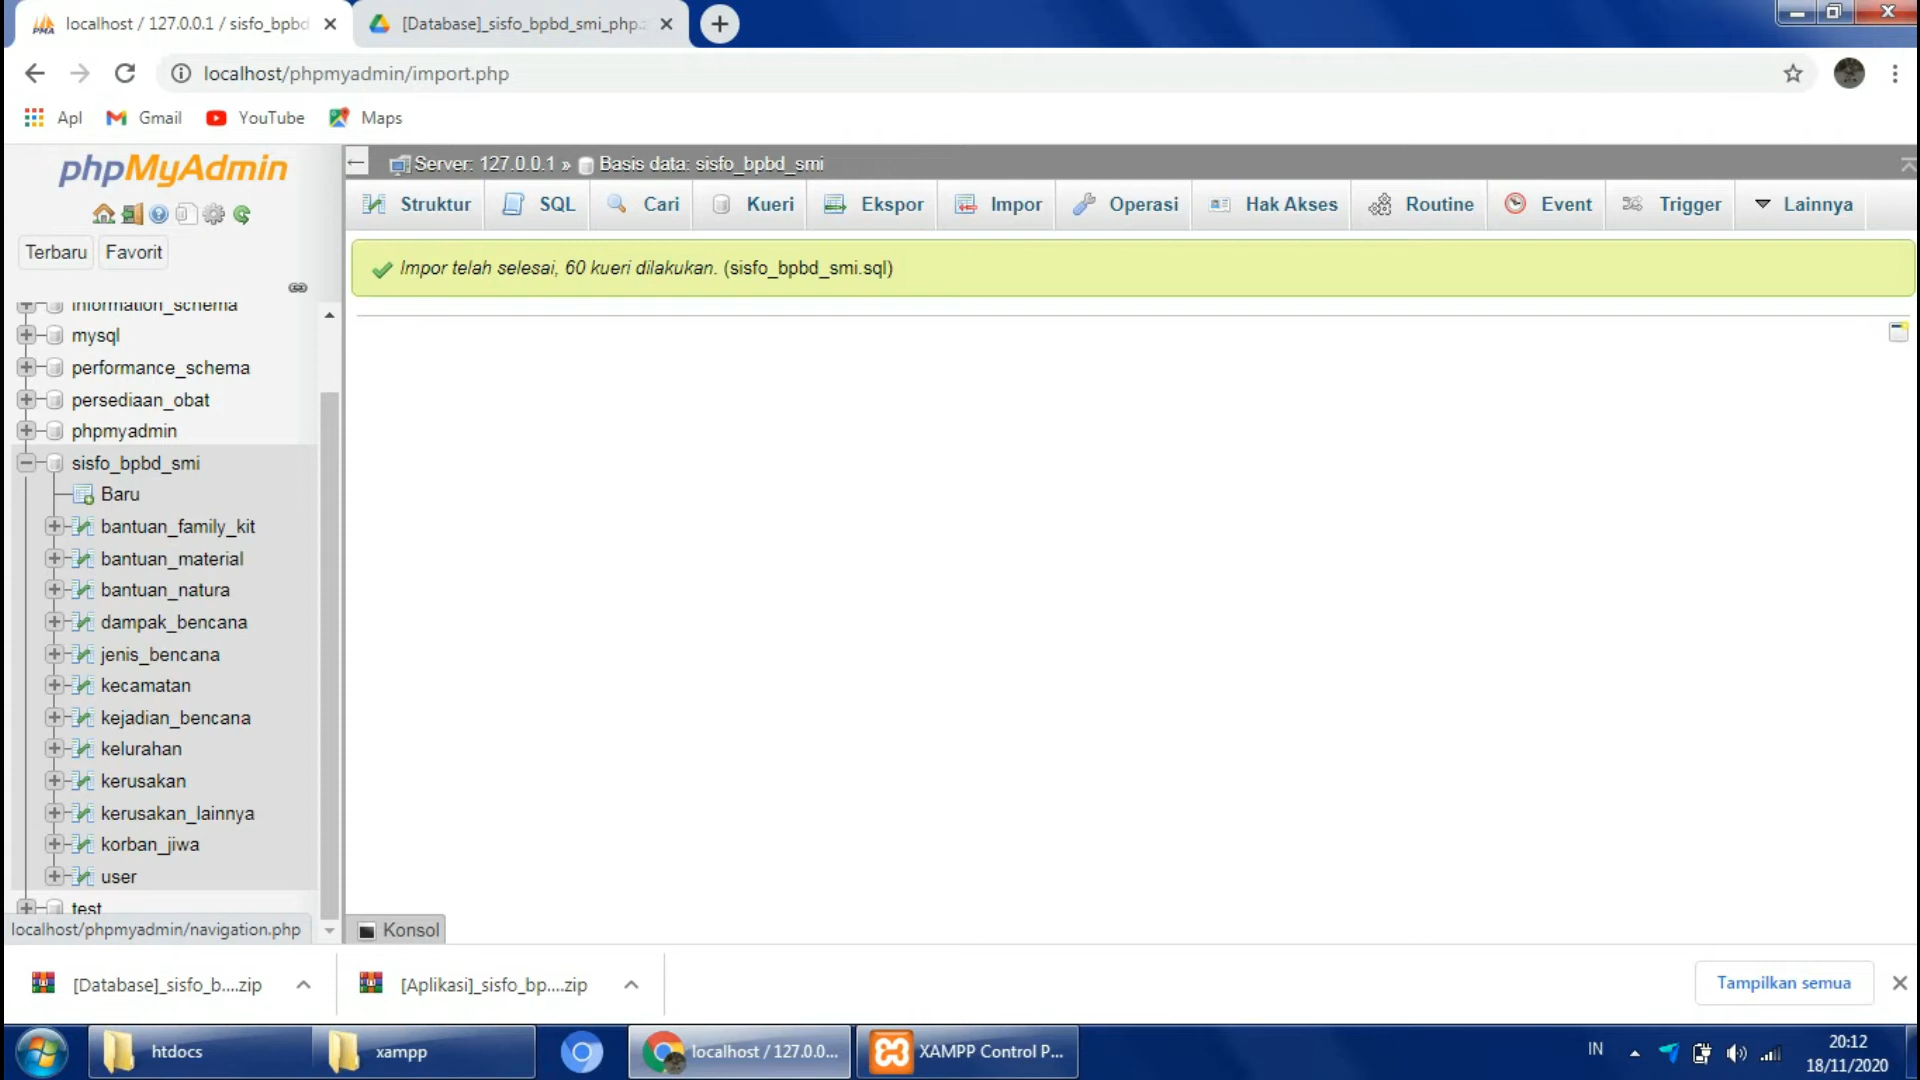 localhost / 127.0.0.1 / sisfo_bpbd
[Database]_sisfo_bpbd_smi_php.z
localhost/phpmyadmin/import.php
Apl Gmail YouTube Maps
phpMyAdmin
Server: 127.0.0.1 » Basis data: sisfo_bpbd_smi
Struktur SQL Cari Kueri Ekspor Impor Operasi Hak Akses Routine Event Trigger Lainnya
Terbaru Favorit
Impor telah selesai, 60 kueri dilakukan. (sisfo_bpbd_smi.sql)
information_schema
mysql
performance_schema
persediaan_obat
phpmyadmin
sisfo_bpbd_smi
Baru
bantuan_family_kit
bantuan_material
bantuan_natura
dampak_bencana
jenis_bencana
kecamatan
kejadian_bencana
kelurahan
kerusakan
kerusakan_lainnya
korban_jiwa
user
test
localhost/phpmyadmin/navigation.php
Konsol
[Database]_sisfo_b....zip
[Aplikasi]_sisfo_bp....zip
Tampilkan semua
htdocs
xampp
localhost / 127.0.0...
XAMPP Control P...
IN
20:12
18/11/2020